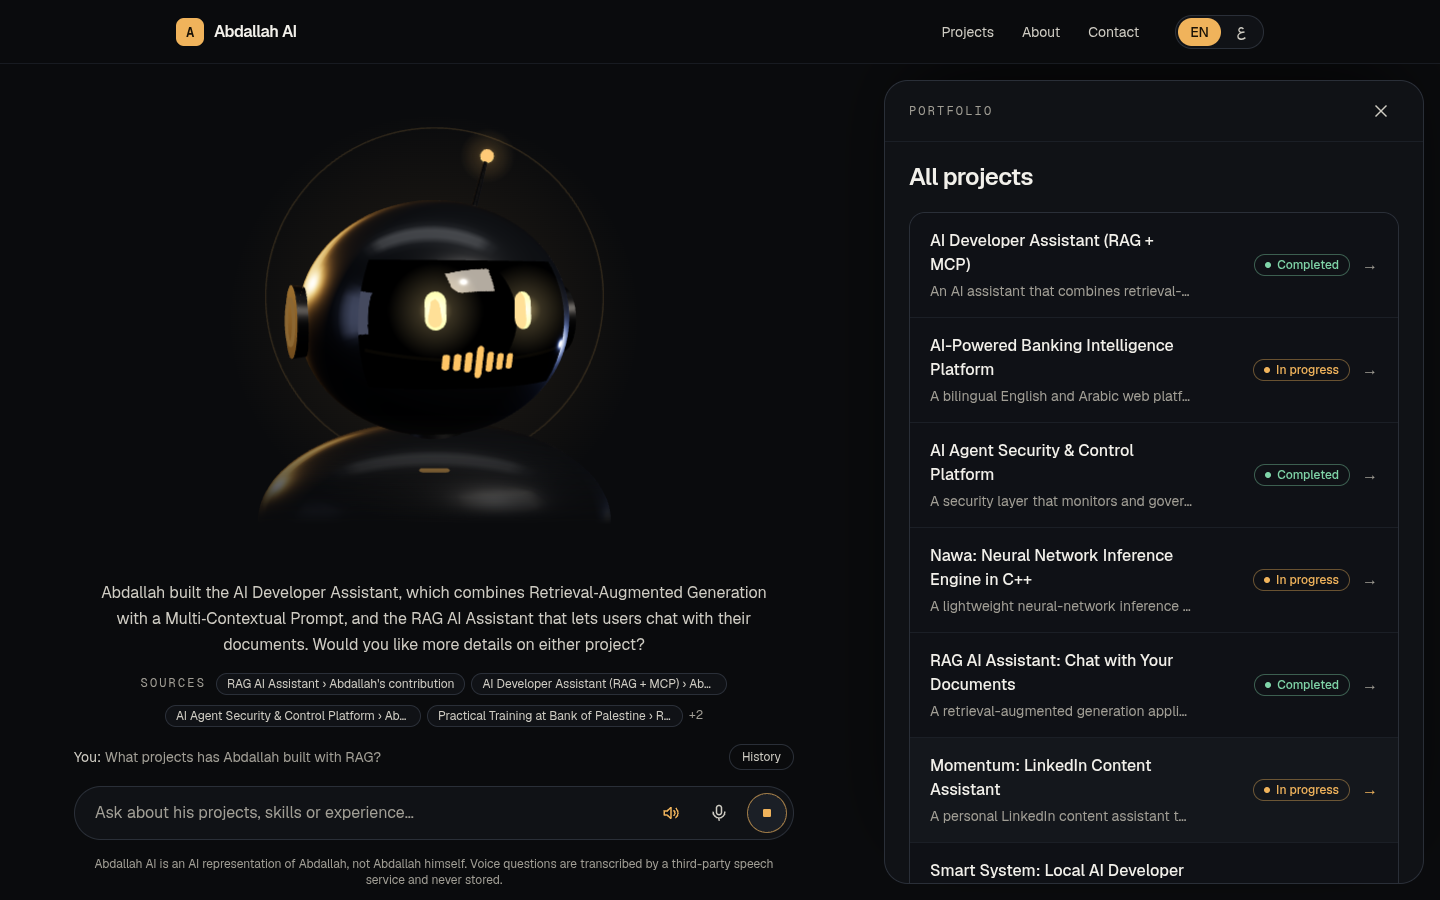 A Abdallah AI
Projects About Contact EN ع
PORTFOLIO
All projects
AI Developer Assistant (RAG +
MCP)
An AI assistant that combines retrieval-…
Completed →
AI-Powered Banking Intelligence
Platform
A bilingual English and Arabic web platf…
In progress →
AI Agent Security & Control
Platform
A security layer that monitors and gover…
Completed →
Nawa: Neural Network Inference
Engine in C++
A lightweight neural-network inference …
In progress →
RAG AI Assistant: Chat with Your
Documents
A retrieval-augmented generation appli…
Completed →
Momentum: LinkedIn Content
Assistant
A personal LinkedIn content assistant t…
In progress →
Smart System: Local AI Developer
Abdallah built the AI Developer Assistant, which combines Retrieval-Augmented Generation
with a Multi-Contextual Prompt, and the RAG AI Assistant that lets users chat with their
documents. Would you like more details on either project?
SOURCES RAG AI Assistant › Abdallah's contribution AI Developer Assistant (RAG + MCP) › Ab…
AI Agent Security & Control Platform › Ab… Practical Training at Bank of Palestine › R… +2
You: What projects has Abdallah built with RAG? History
Ask about his projects, skills or experience…
Abdallah AI is an AI representation of Abdallah, not Abdallah himself. Voice questions are transcribed by a third-party speech
service and never stored.